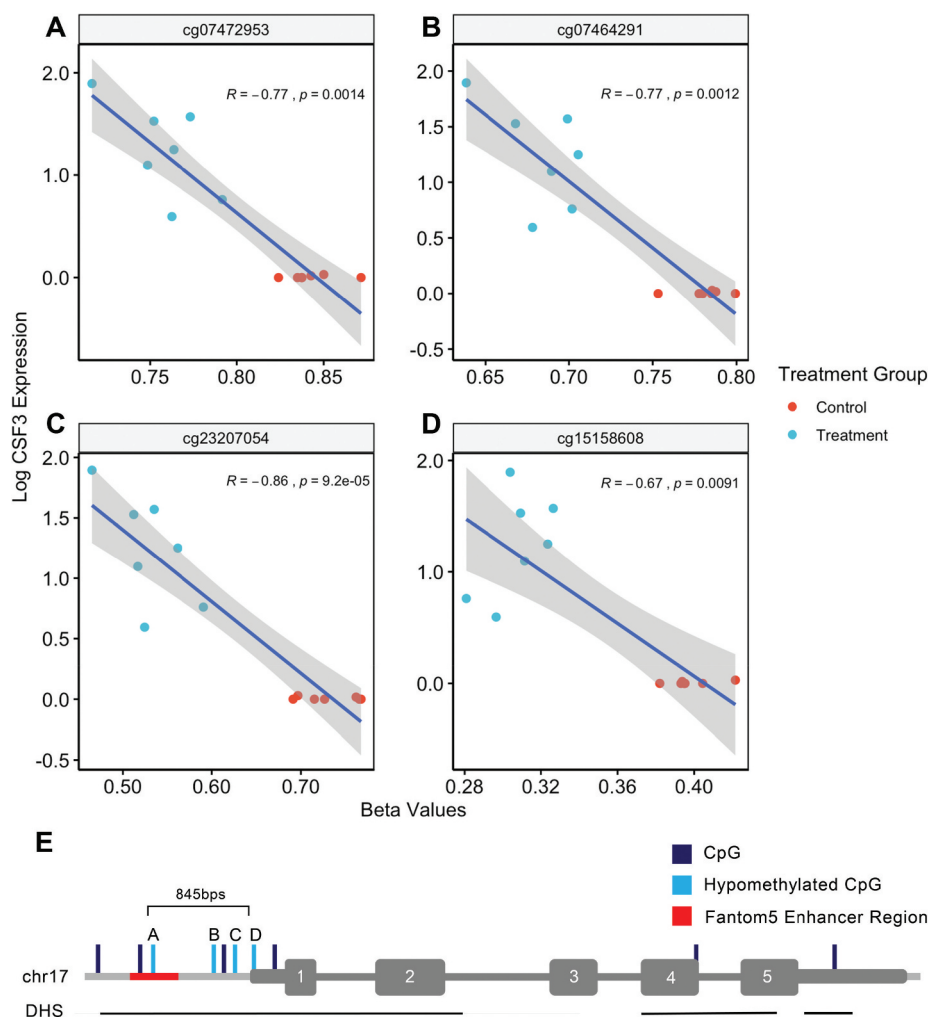 A
cg07472953
R = −0.77 , p = 0.0014
2.0
1.5
1.0
0.5
0.0
0.75
0.80
0.85
B
cg07464291
R = −0.77 , p = 0.0012
2.0
1.5
1.0
0.5
0.0
-0.5
0.65
0.70
0.75
0.80
Log CSF3 Expression
Treatment Group
Control
Treatment
C
cg23207054
R = −0.86 , p = 9.2e-05
2.0
1.5
1.0
0.5
0.0
-0.5
0.50
0.60
0.70
D
cg15158608
R = −0.67 , p = 0.0091
2.0
1.0
0.0
0.28
0.32
0.36
0.40
Beta Values
E
CpG
Hypomethylated CpG
Fantom5 Enhancer Region
845bps
A B C D
chr17
1 2 3 4 5
DHS